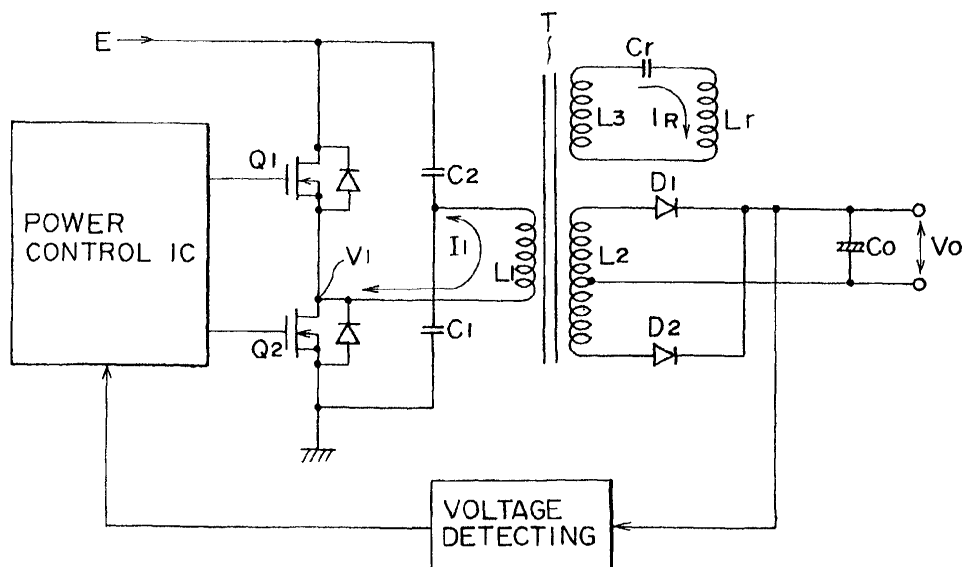 E
T
Cr
L3
IR
Lr
Q1
C2
D1
POWER
CONTROL IC
V1
I1
L1
L2
Co
Vo
Q2
C1
D2
VOLTAGE
DETECTING